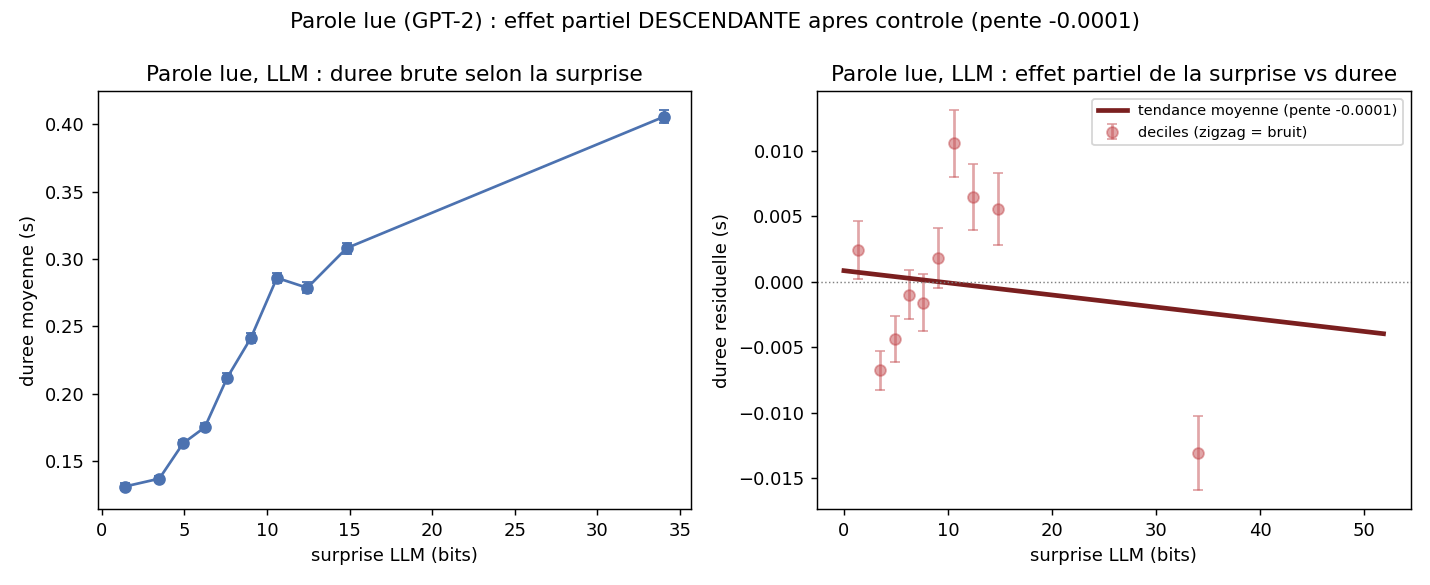 Parole lue (GPT-2) : effet partiel DESCENDANTE apres controle (pente -0.0001)
Parole lue, LLM : duree brute selon la surprise
0.40
0.35
0.30
0.25
0.20
0.15
duree moyenne (s)
0 5 10 15 20 25 30 35
surprise LLM (bits)
Parole lue, LLM : effet partiel de la surprise vs duree
tendance moyenne (pente -0.0001)
deciles (zigzag = bruit)
0.010
0.005
0.000
−0.005
−0.010
−0.015
duree residuelle (s)
0 10 20 30 40 50
surprise LLM (bits)